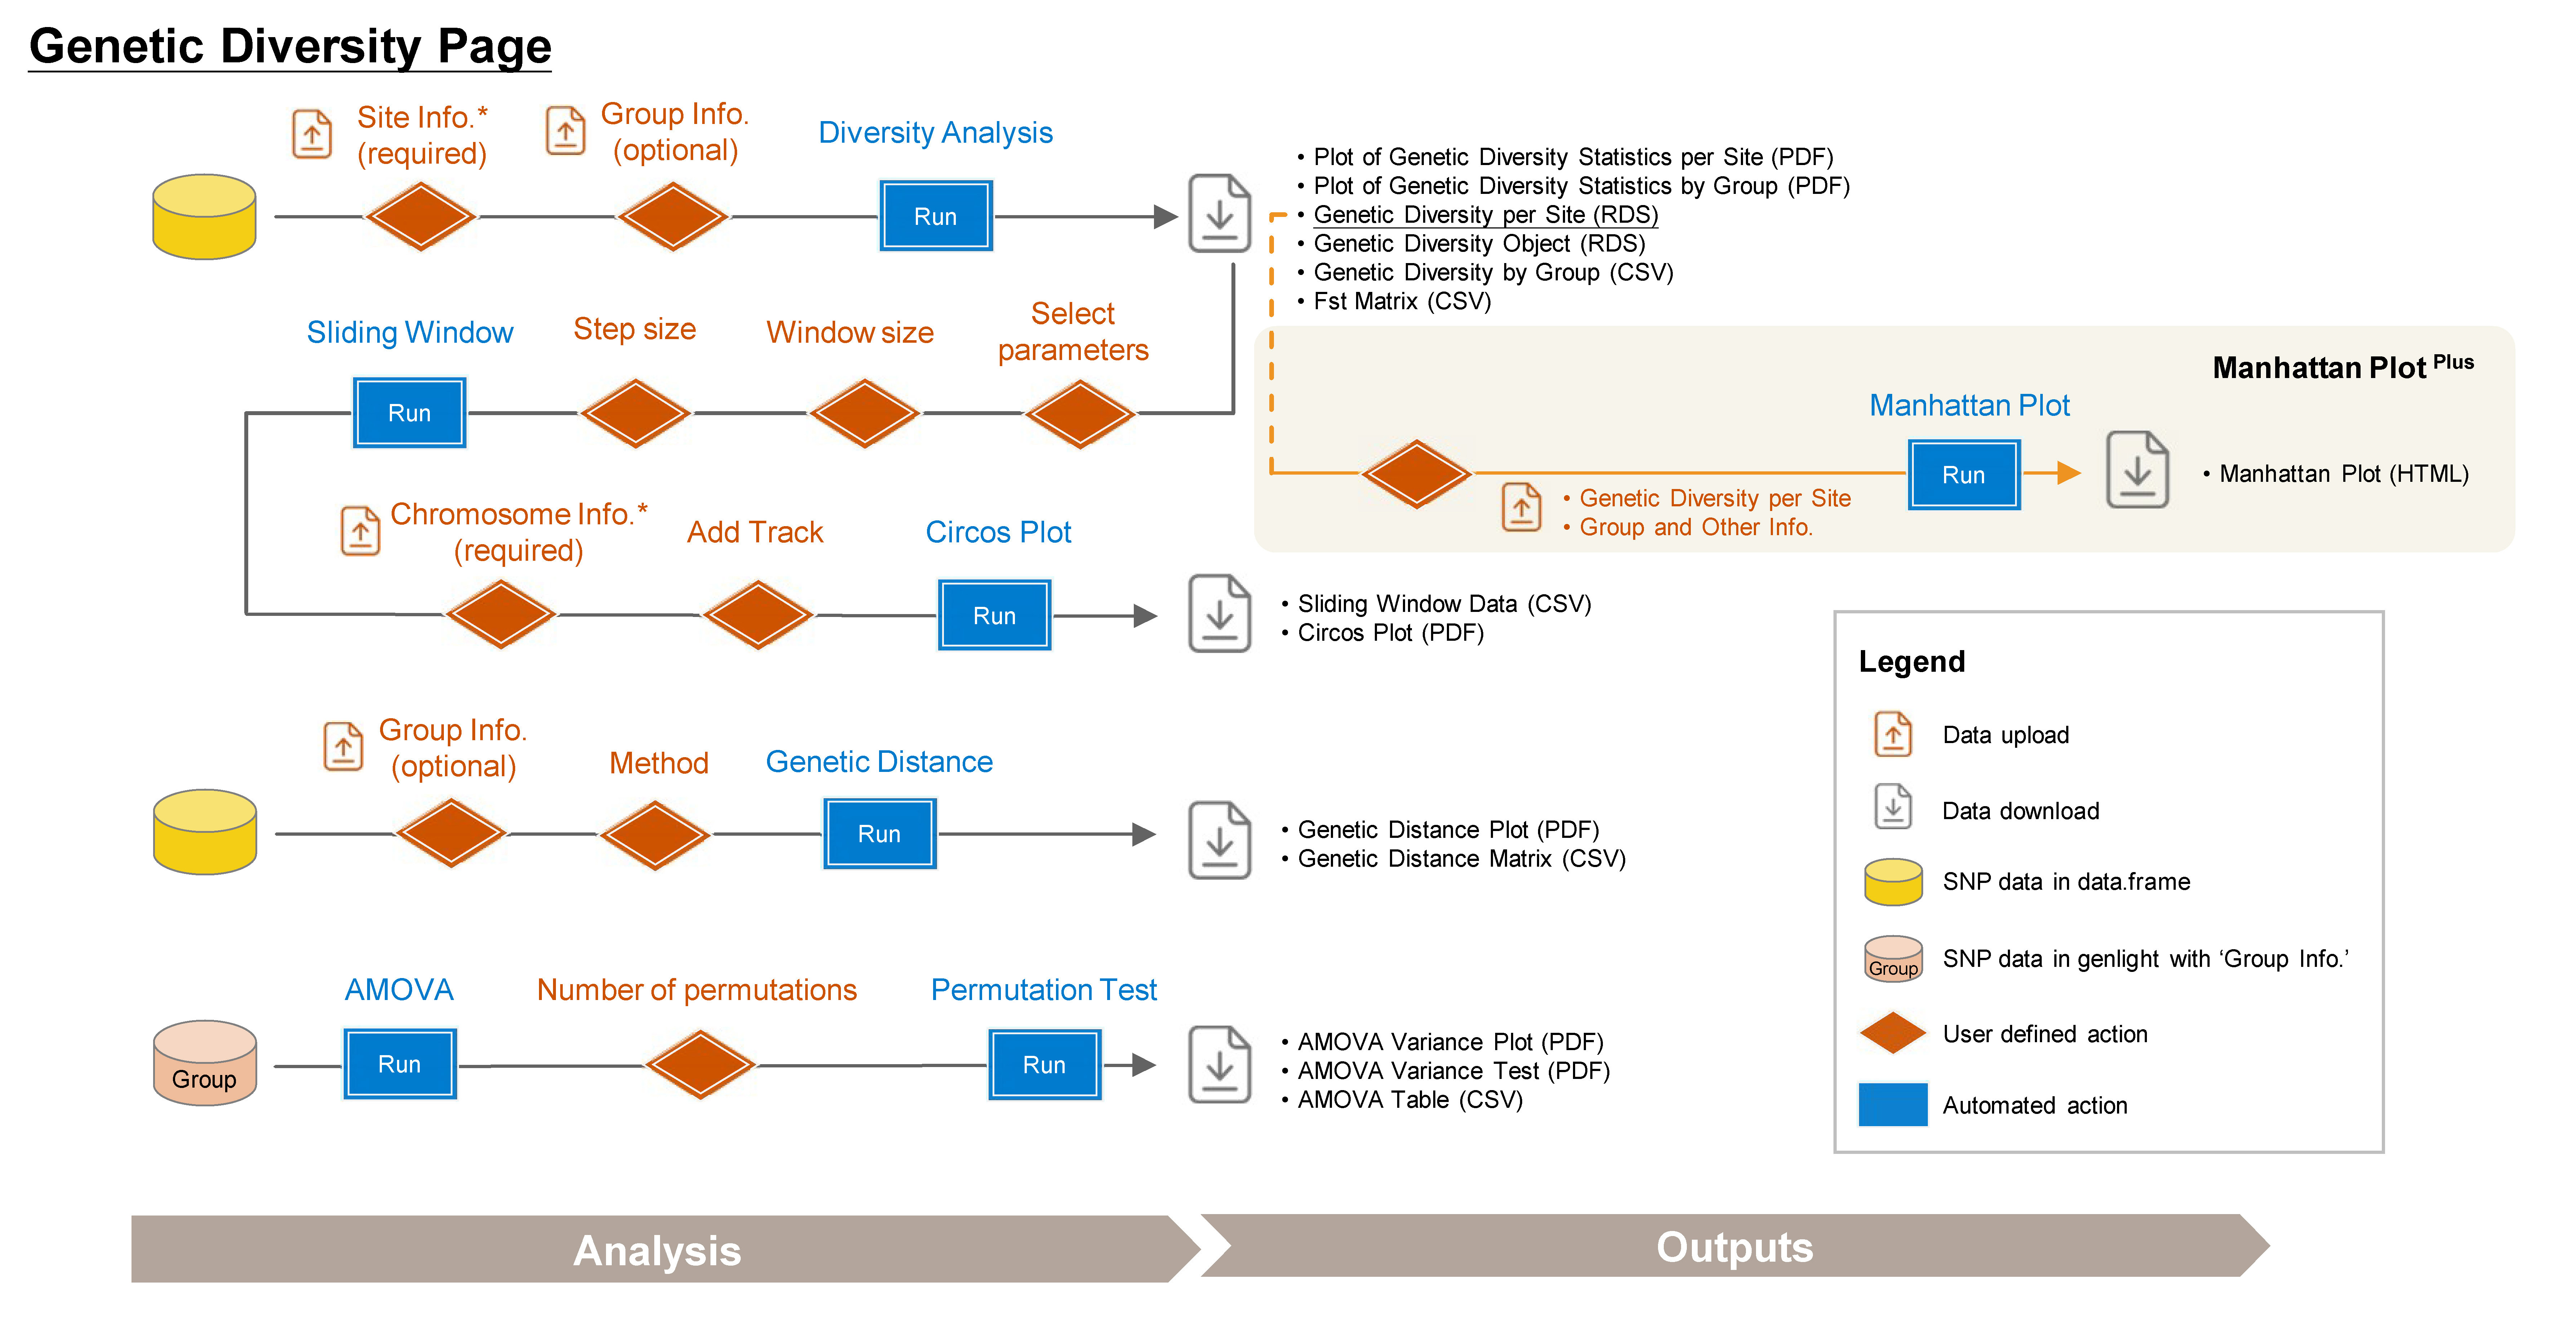 Genetic Diversity Page
Site Info.*
(required)
Group Info.
(optional)
Diversity Analysis
Run
• Plot of Genetic Diversity Statistics per Site (PDF)
• Plot of Genetic Diversity Statistics by Group (PDF)
• Genetic Diversity per Site (RDS)
• Genetic Diversity Object (RDS)
• Genetic Diversity by Group (CSV)
• Fst Matrix (CSV)
Sliding Window
Run
Step size
Window size
Select
parameters
Manhattan Plot Plus
Manhattan Plot
Run
• Genetic Diversity per Site
• Group and Other Info.
• Manhattan Plot (HTML)
Chromosome Info.*
(required)
Add Track
Circos Plot
Run
• Sliding Window Data (CSV)
• Circos Plot (PDF)
Group Info.
(optional)
Method
Genetic Distance
Run
• Genetic Distance Plot (PDF)
• Genetic Distance Matrix (CSV)
Group
AMOVA
Run
Number of permutations
Permutation Test
Run
• AMOVA Variance Plot (PDF)
• AMOVA Variance Test (PDF)
• AMOVA Table (CSV)
Legend
Data upload
Data download
SNP data in data.frame
Group
SNP data in genlight with ‘Group Info.’
User defined action
Automated action
Analysis
Outputs